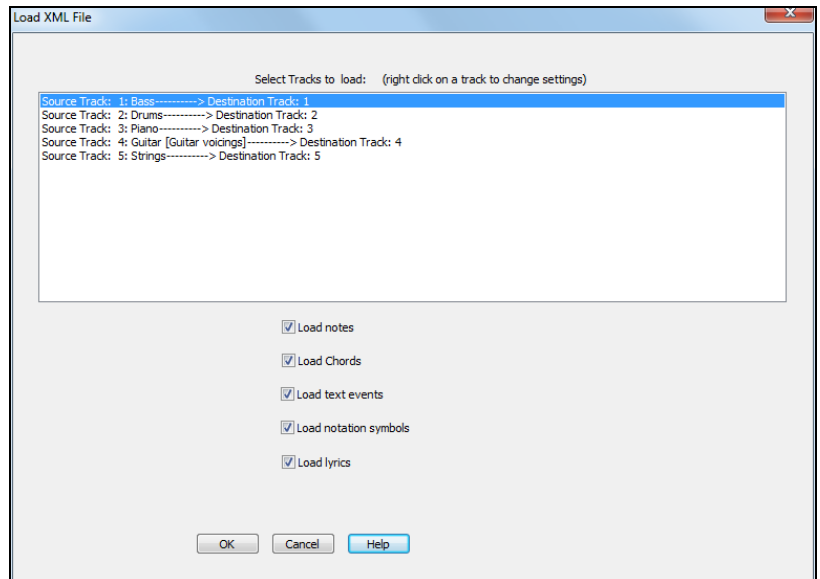 Load XML File
Select Tracks to load: (right click on a track to change settings)
Source Track: 1: Bass----------> Destination Track: 1
Source Track: 2: Drums----------> Destination Track: 2
Source Track: 3: Piano----------> Destination Track: 3
Source Track: 4: Guitar [Guitar voicings]----------> Destination Track: 4
Source Track: 5: Strings----------> Destination Track: 5
Load notes
Load Chords
Load text events
Load notation symbols
Load lyrics
OK Cancel Help